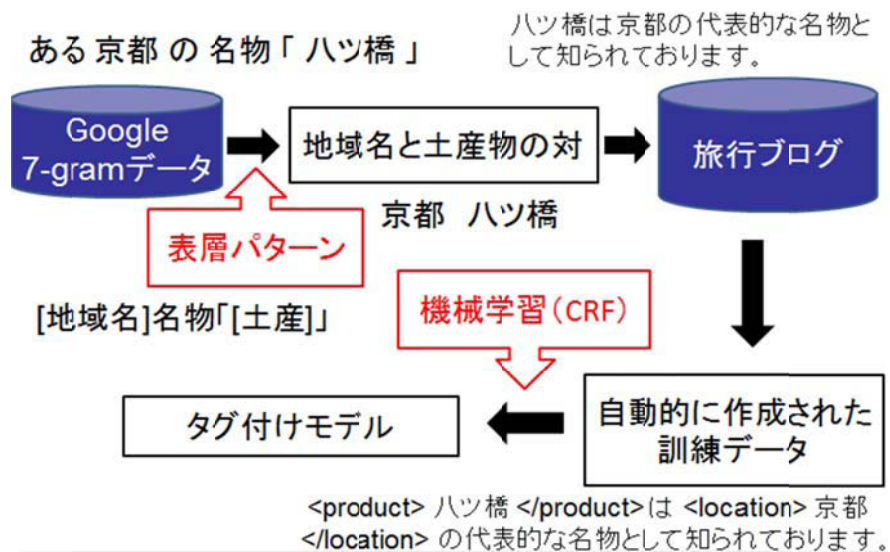 ある 京都 の 名物「 八ツ橋 」
八ツ橋は京都の代表的な名物と
して知られております。
Google
7-gramデータ
地域名と土産物の対
旅行ブログ
京都 八ツ橋
表層パターン
[地域名]名物「[土産]」
機械学習（CRF）
タグ付けモデル
自動的に作成された
訓練データ
<product> 八ツ橋 </product>は <location> 京都
</location> の代表的な名物として知られております。